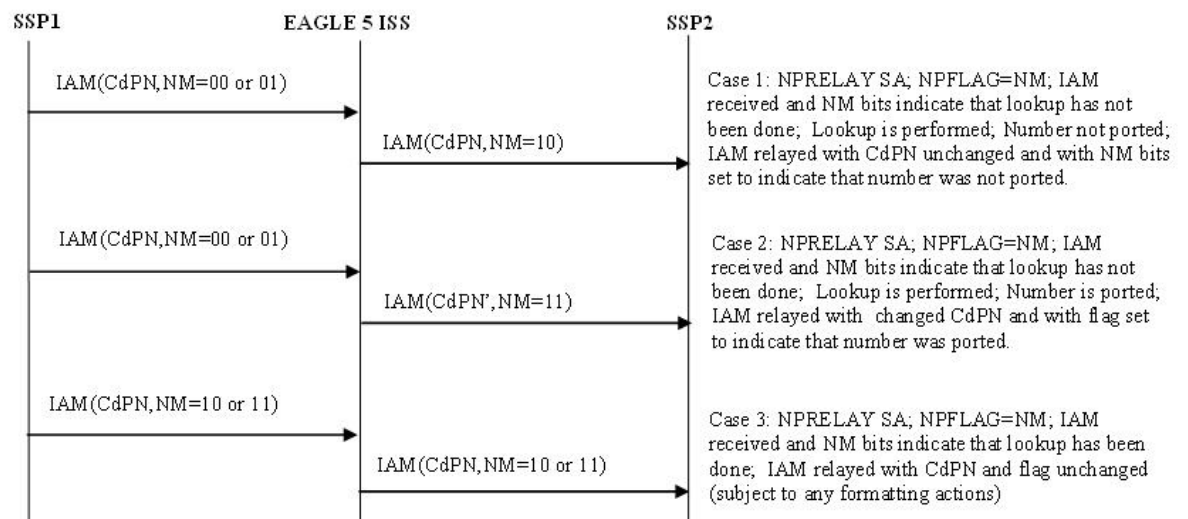 SSP1
EAGLE 5 ISS
SSP2
IAM(CdPN,NM=00 or 01)
IAM(CdPN,NM=10)
Case 1: NPRELAY SA; NPFLAG=NM; IAM
received and NM bits indicate that lookup has not
been done; Lookup is performed; Number not ported;
IAM relayed with CdPN unchanged and with NM bits
set to indicate that number was not ported.
IAM(CdPN,NM=00 or 01)
IAM(CdPN’,NM=11)
Case 2: NPRELAY SA; NPFLAG=NM; IAM
received and NM bits indicate that lookup has not
been done; Lookup is performed; Number is ported;
IAM relayed with changed CdPN and with flag set
to indicate that number was ported.
IAM(CdPN,NM=10 or 11)
IAM(CdPN,NM=10 or 11)
Case 3: NPRELAY SA; NPFLAG=NM; IAM
received and NM bits indicate that lookup has been
done; IAM relayed with CdPN and flag unchanged
(subject to any formatting actions)